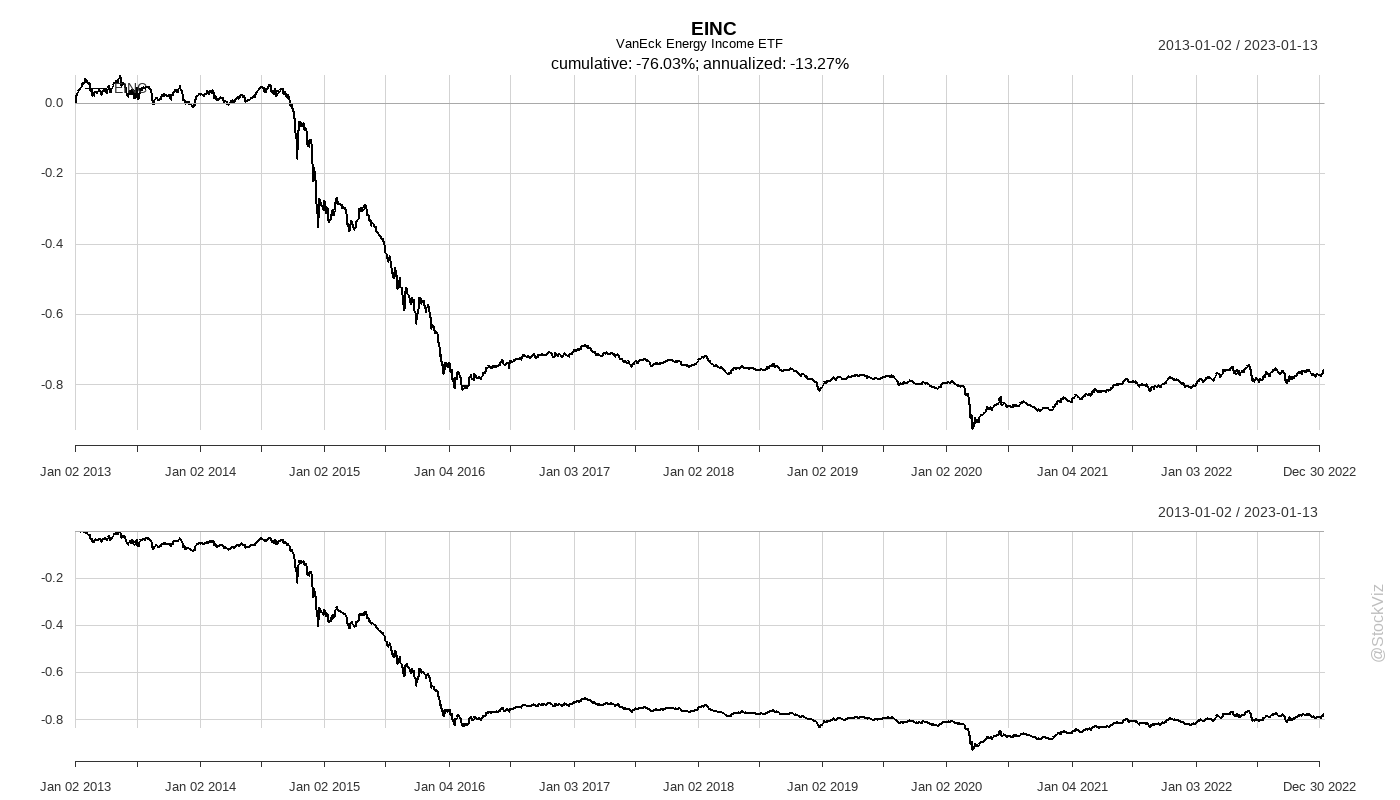 EINC
VanEck Energy Income ETF
2013-01-02 / 2023-01-13
cumulative: -76.03%; annualized: -13.27%
EINC
0.0
-0.2
-0.4
-0.6
-0.8
Jan 02 2013 Jan 02 2014 Jan 02 2015 Jan 04 2016 Jan 03 2017 Jan 02 2018 Jan 02 2019 Jan 02 2020 Jan 04 2021 Jan 03 2022 Dec 30 2022
2013-01-02 / 2023-01-13
-0.2
-0.4
-0.6
-0.8
Jan 02 2013 Jan 02 2014 Jan 02 2015 Jan 04 2016 Jan 03 2017 Jan 02 2018 Jan 02 2019 Jan 02 2020 Jan 04 2021 Jan 03 2022 Dec 30 2022
@StockViz